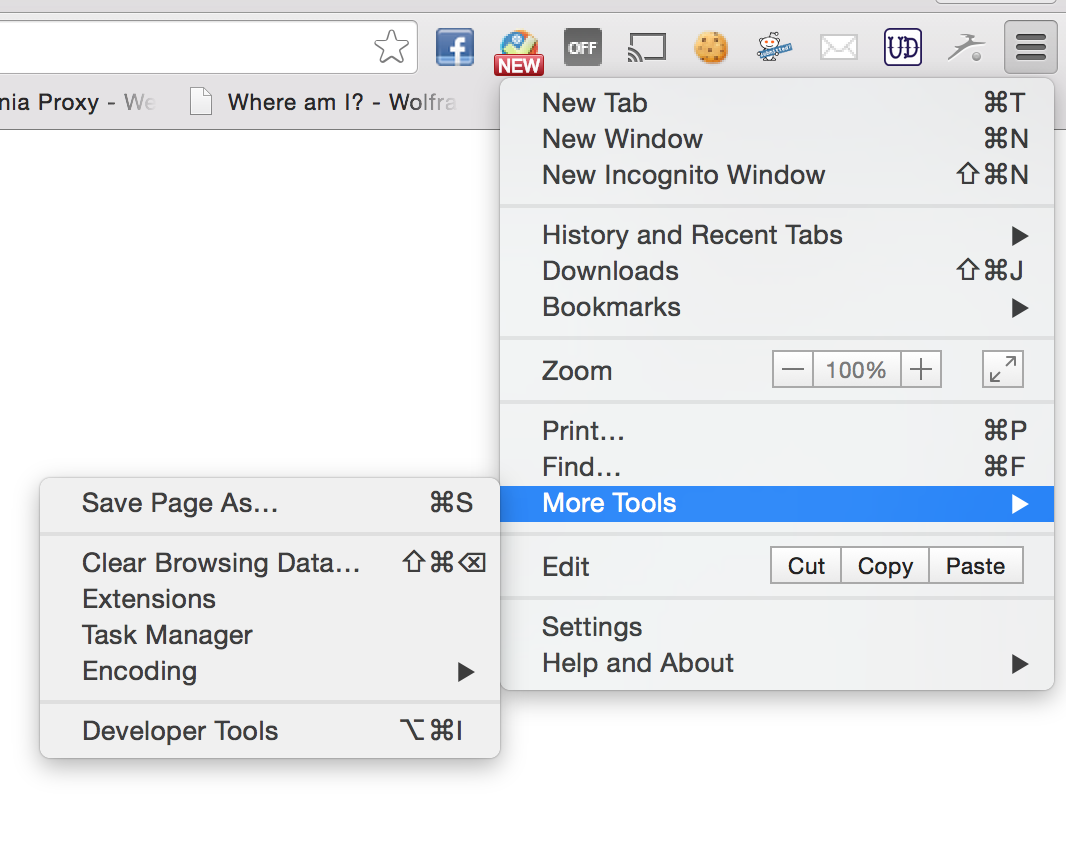 OFF
NEW
UD
nia Proxy - We
Where am I? - Wolfra
New Tab ⌘T
New Window ⌘N
New Incognito Window ⇧⌘N
History and Recent Tabs ▶
Downloads ⇧⌘J
Bookmarks ▶
Zoom — 100% +
Print... ⌘P
Find... ⌘F
More Tools ▶
Edit Cut Copy Paste
Settings
Help and About ▶
Save Page As... ⌘S
Clear Browsing Data... ⇧⌘⌫
Extensions
Task Manager
Encoding ▶
Developer Tools ⌥⌘I